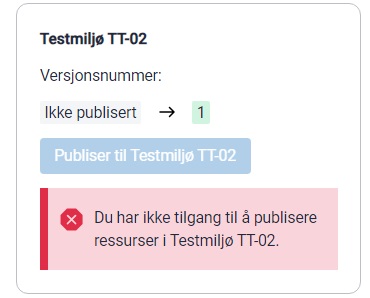 Testmiljø TT-02
Versjonsnummer:
Ikke publisert → 1
Publiser til Testmiljø TT-02
Du har ikke tilgang til å publisere
ressurser i Testmiljø TT-02.